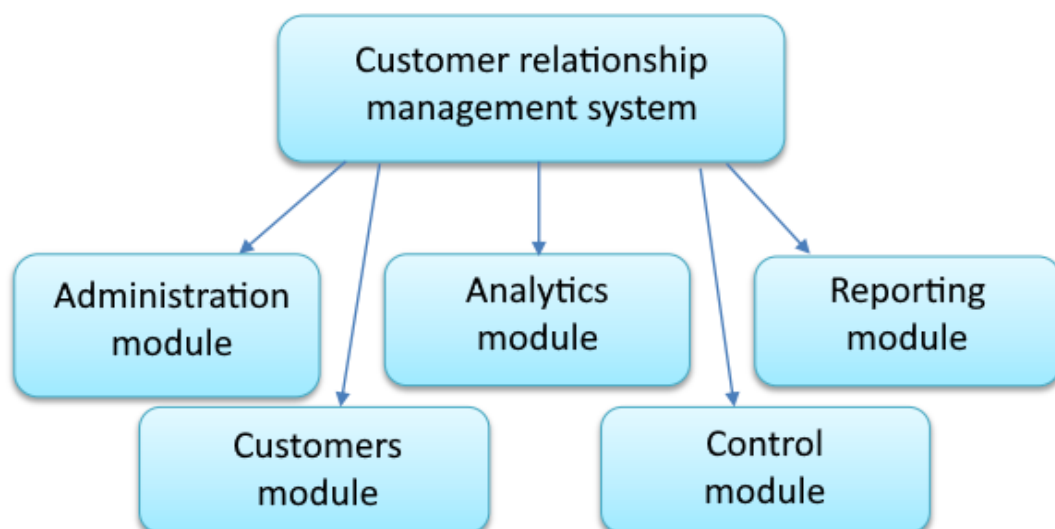 Customer relationship
management system
Administration
module
Analytics
module
Reporting
module
Customers
module
Control
module